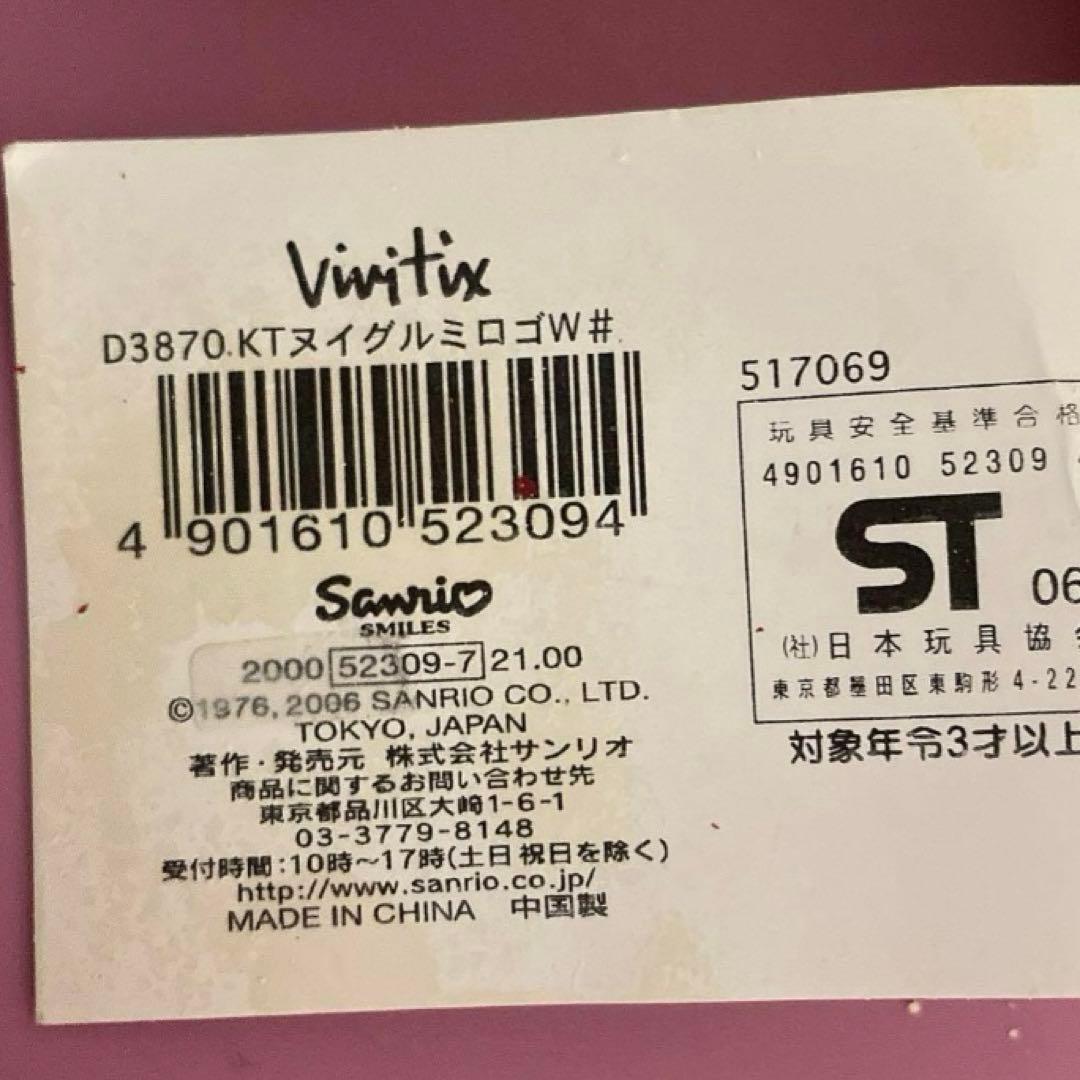 Vivitix
D3870.KTヌイグルミロゴW#.
4 901610 523094
Sanrio
SMILES
2000 52309-7 21.00
©1976, 2006 SANRIO CO., LTD.
TOKYO, JAPAN
著作・発売元 株式会社サンリオ
商品に関するお問い合わせ先
東京都品川区大崎1-6-1
03-3779-8148
受付時間:10時〜17時(土日祝日を除く)
http://www.sanrio.co.jp/
MADE IN CHINA 中国製
517069
玩具安全基準合格
4901610 52309
ST
06
(社)日本玩具協会
東京都墨田区東駒形 4-22
対象年令3才以上